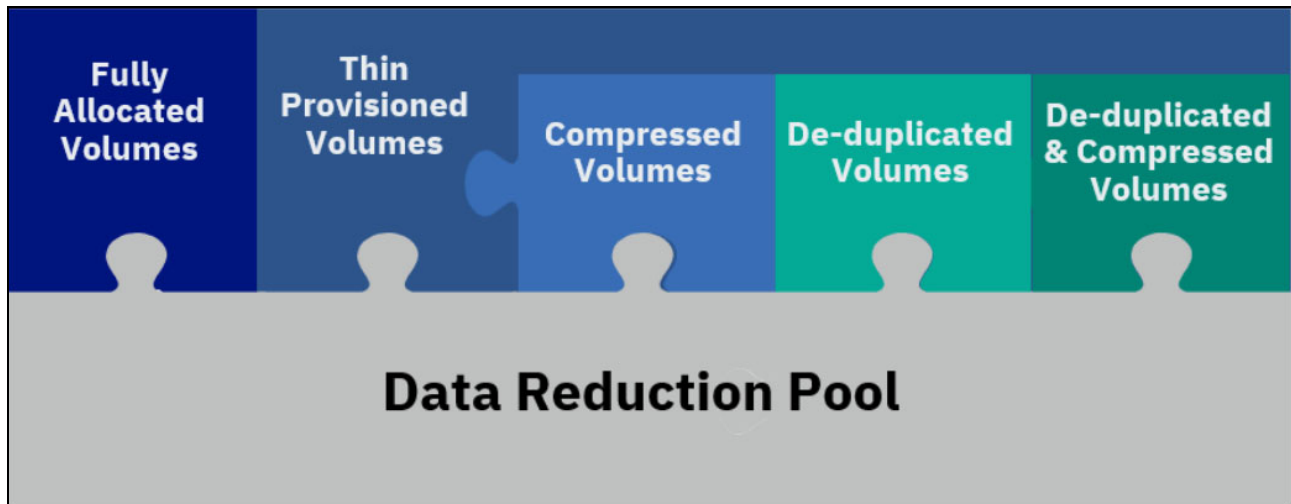 Fully
Allocated
Volumes
Thin
Provisioned
Volumes
Compressed
Volumes
De-duplicated
Volumes
De-duplicated
& Compressed
Volumes
Data Reduction Pool